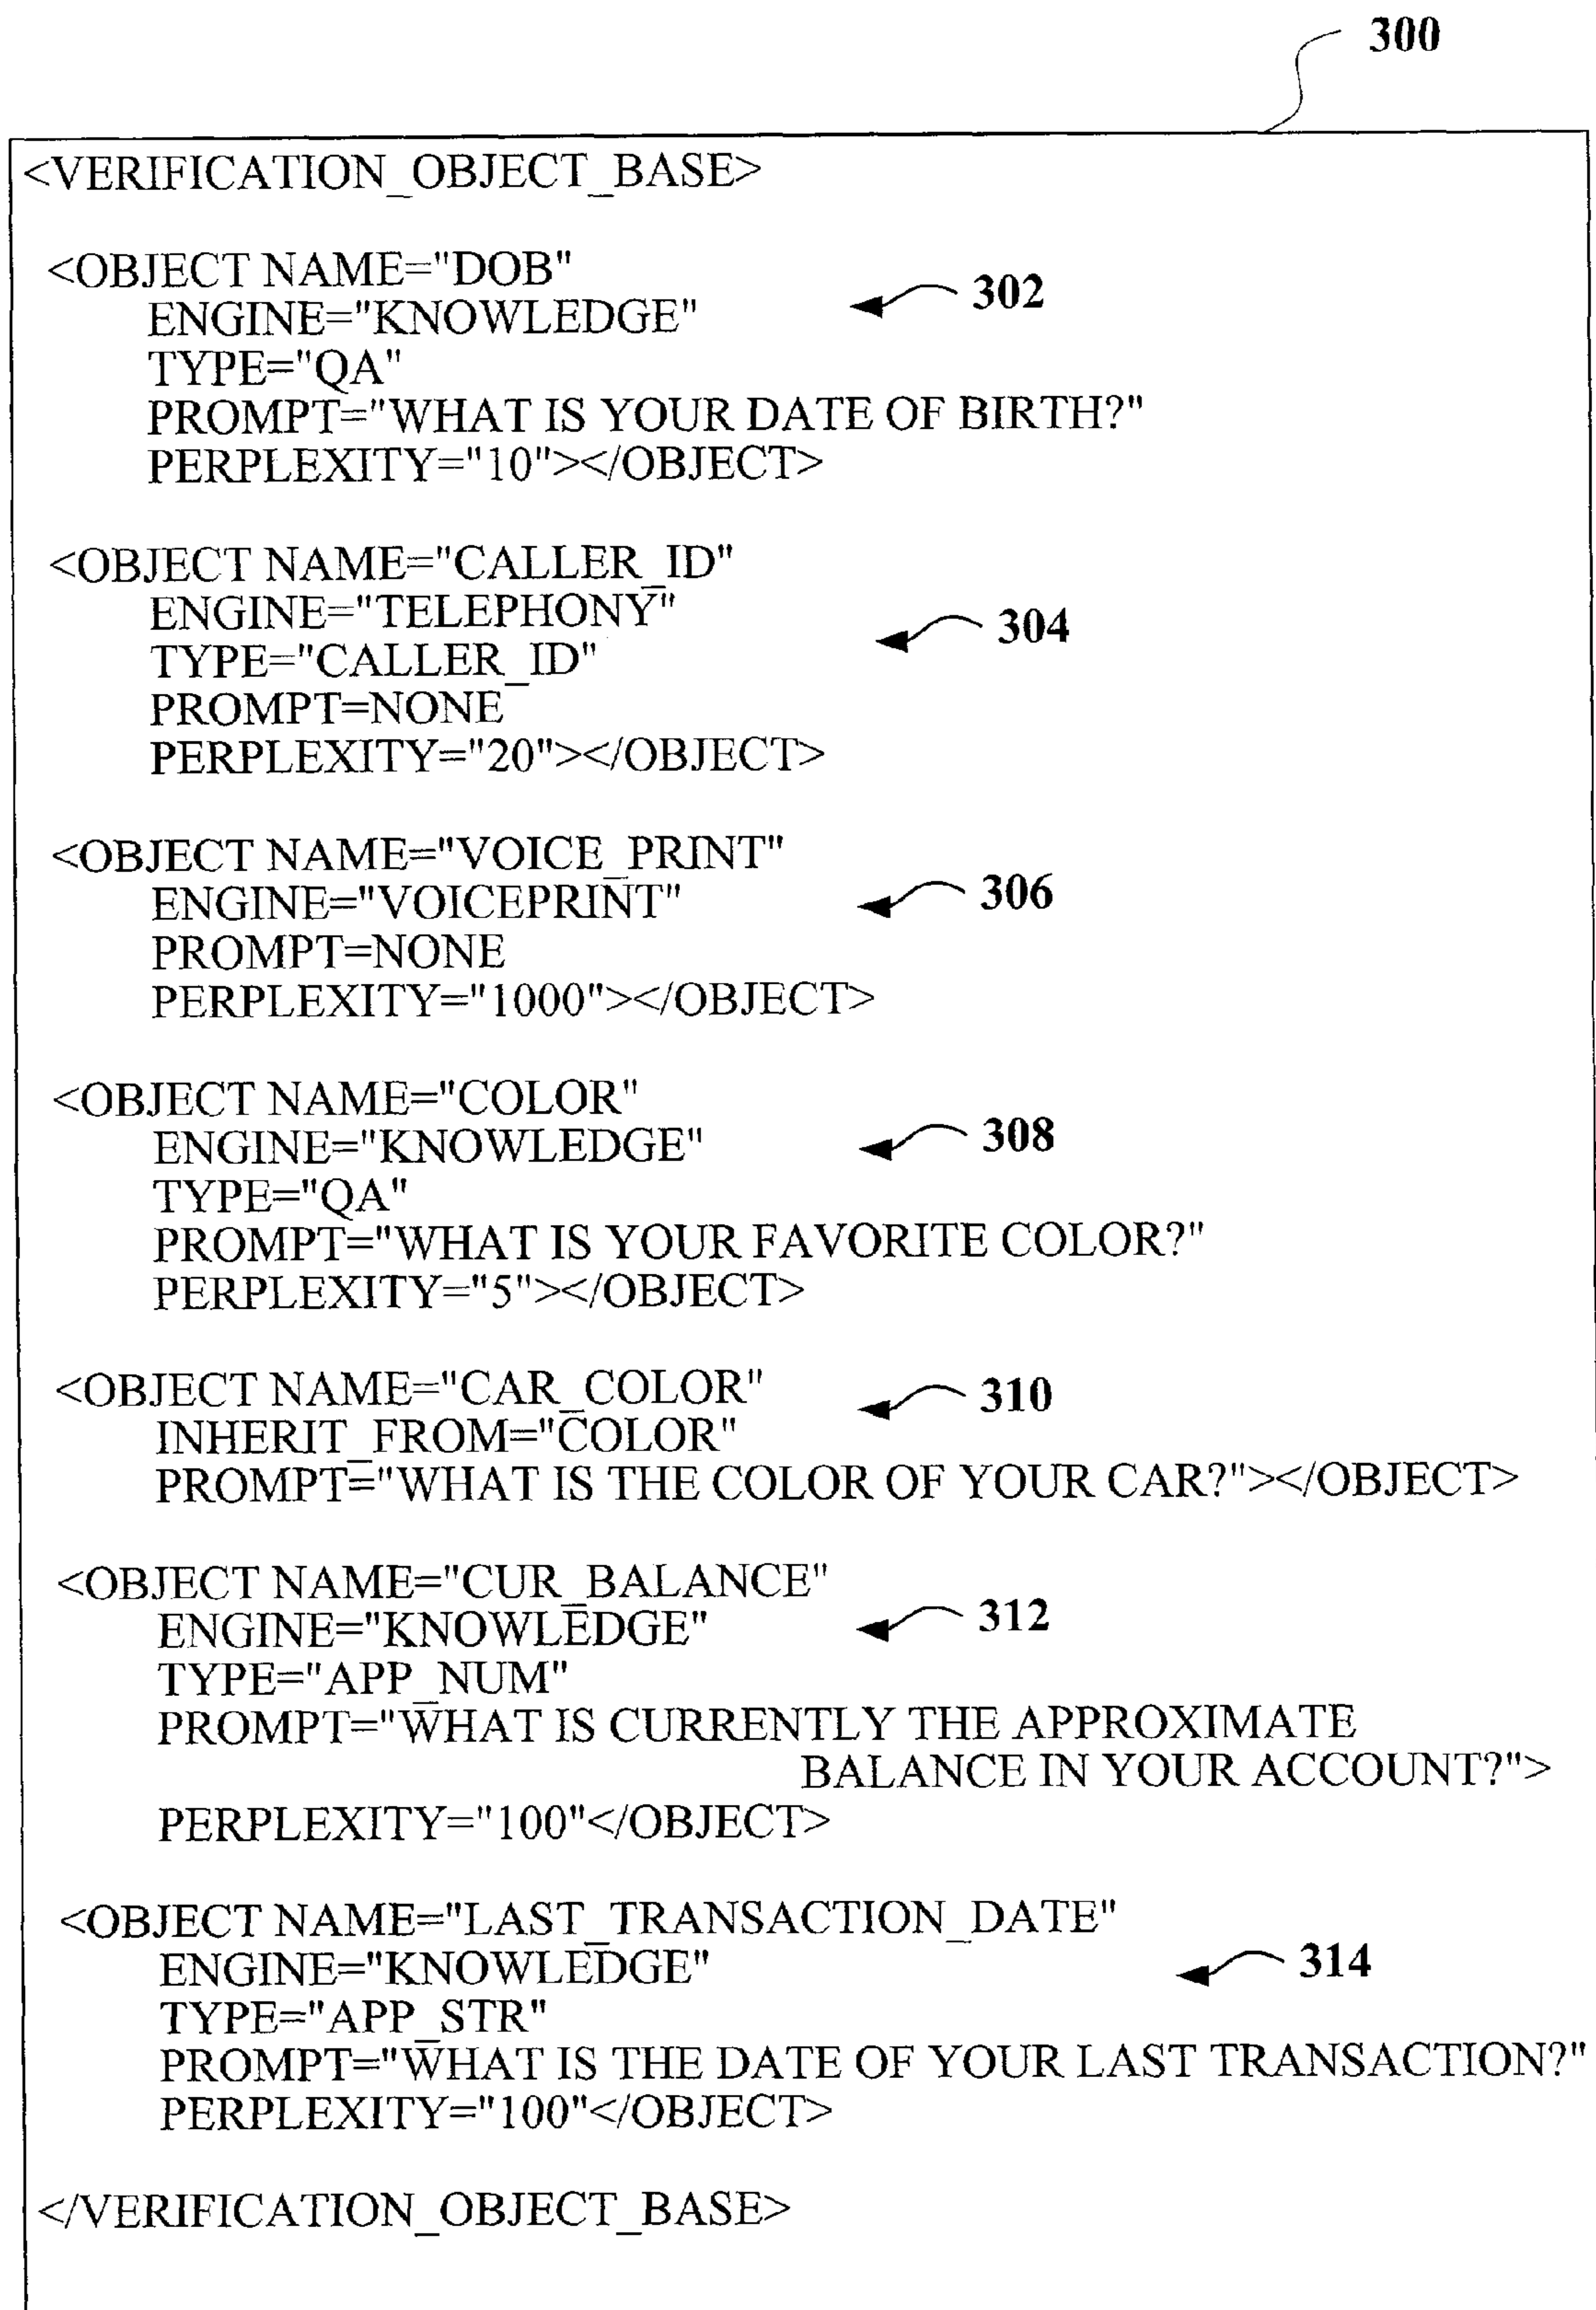 300
<VERIFICATION_OBJECT_BASE>
<OBJECT NAME="DOB"
ENGINE="KNOWLEDGE" 302
TYPE="QA"
PROMPT="WHAT IS YOUR DATE OF BIRTH?"
PERPLEXITY="10"></OBJECT>
<OBJECT NAME="CALLER_ID"
ENGINE="TELEPHONY" 304
TYPE="CALLER_ID"
PROMPT=NONE
PERPLEXITY="20"></OBJECT>
<OBJECT NAME="VOICE_PRINT"
ENGINE="VOICEPRINT" 306
PROMPT=NONE
PERPLEXITY="1000"></OBJECT>
<OBJECT NAME="COLOR"
ENGINE="KNOWLEDGE" 308
TYPE="QA"
PROMPT="WHAT IS YOUR FAVORITE COLOR?"
PERPLEXITY="5"></OBJECT>
<OBJECT NAME="CAR_COLOR" 310
INHERIT_FROM="COLOR"
PROMPT="WHAT IS THE COLOR OF YOUR CAR?"></OBJECT>
<OBJECT NAME="CUR_BALANCE"
ENGINE="KNOWLEDGE" 312
TYPE="APP_NUM"
PROMPT="WHAT IS CURRENTLY THE APPROXIMATE
BALANCE IN YOUR ACCOUNT?">
PERPLEXITY="100"</OBJECT>
<OBJECT NAME="LAST_TRANSACTION_DATE"
ENGINE="KNOWLEDGE" 314
TYPE="APP_STR"
PROMPT="WHAT IS THE DATE OF YOUR LAST TRANSACTION?"
PERPLEXITY="100"</OBJECT>
</VERIFICATION_OBJECT_BASE>